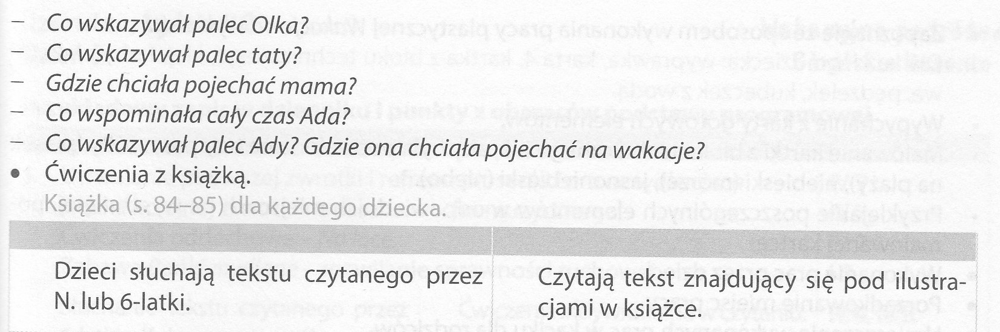 – Co wskazywał palec Olka?
– Co wskazywał palec taty?
– Gdzie chciała pojechać mama?
– Co wspominała cały czas Ada?
Co wskazywał palec Ady? Gdzie ona chciała pojechać na wakacje?
• Ćwiczenia z książką.
Książka (s. 84–85) dla każdego dziecka.
Dzieci słuchają tekstu czytanego przez
N. lub 6-latki.
Czytają tekst znajdujący się pod ilustra-
cjami w książce.